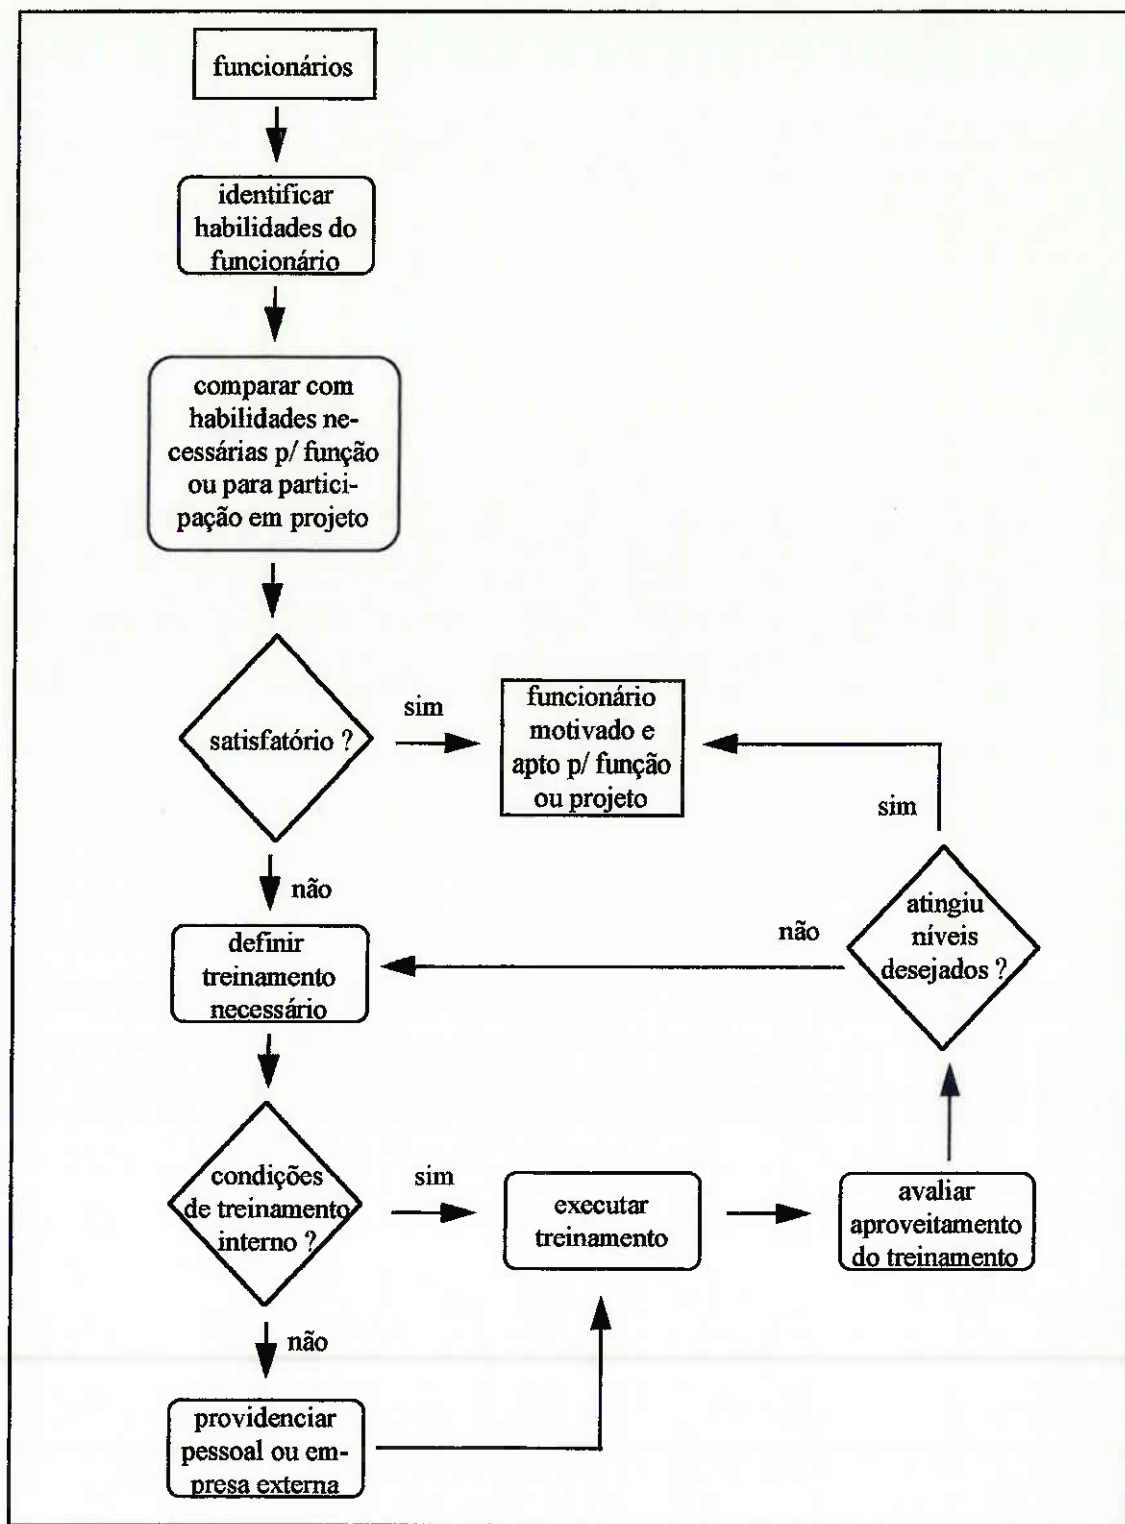 funcionários
identificar
habilidades do
funcionário
comparar com
habilidades ne-
cessárias p/ função
ou para partici-
pação em projeto
satisfatório ?
sim
funcionário
motivado e
apto p/ função
ou projeto
sim
não
atingiu
níveis
desejados ?
não
definir
treinamento
necessário
condições
de treinamento
interno ?
sim
executar
treinamento
avaliar
aproveitamento
do treinamento
não
providenciar
pessoal ou em-
presa externa